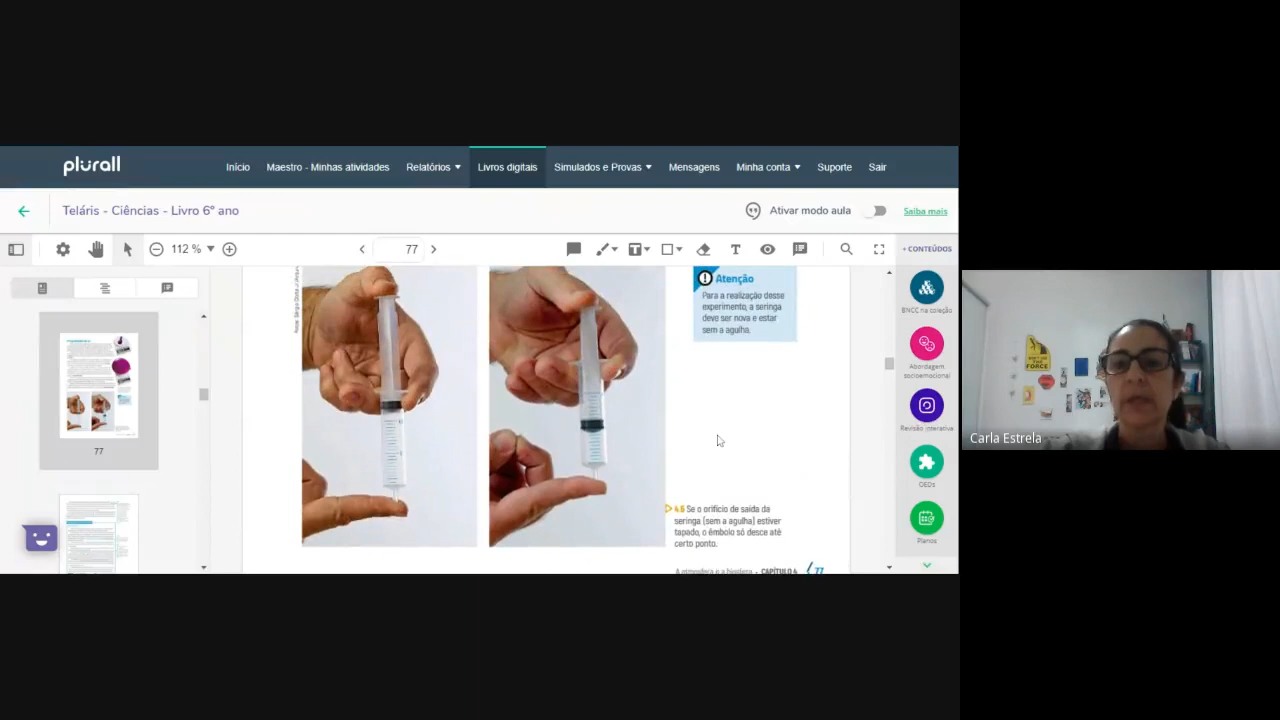 plurall
Início Maestro - Minhas atividades Relatórios Livros digitais Simulados e Provas Mensagens Minha conta Suporte Sair
Teláris - Ciências - Livro 6º ano
Ativar modo aula Saiba mais
112 % 77
+ CONTEÚDOS
Atenção
Para a realização desse
experimento, a seringa
deve ser nova e estar
sem a agulha.
4.6 Se o orifício de saída da
seringa (sem a agulha) estiver
tapado, o êmbolo só desce até
certo ponto.
A atmosfera e a biosfera - CAPÍTULO 4 77
77
BNCC na coleção
Abordagem
socioemocional
Revisão interativa
OEDs
Planos
THE
FORCE
Carla Estrela